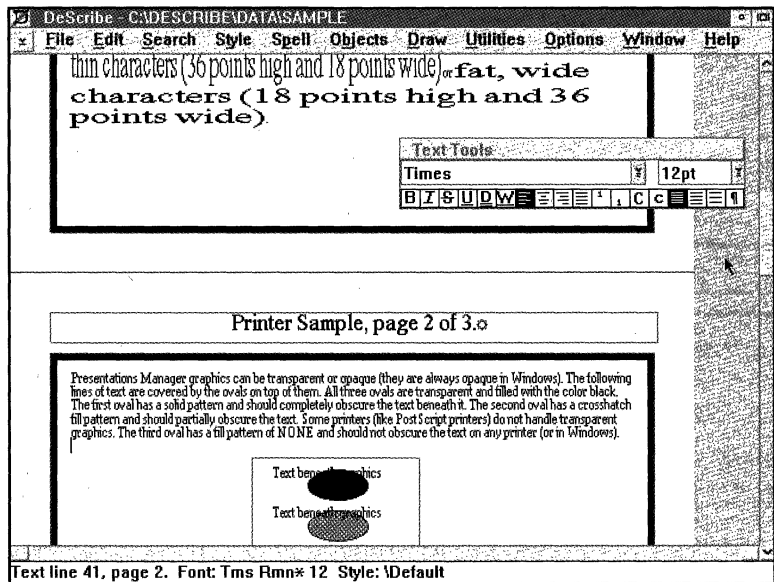 DeScribe - C:\DESCRIBE\DATA\SAMPLE
File Edit Search Style Spell Objects Draw Utilities Options Window Help
thin characters (36 points high and 18 points wide) or fat, wide
characters (18 points high and 36
points wide).
Text Tools
Times 12pt
B I S U D W 1 1 C c ¶
Printer Sample, page 2 of 3.¤
Presentations Manager graphics can be transparent or opaque (they are always opaque in Windows). The following
lines of text are covered by the ovals on top of them. All three ovals are transparent and filled with the color black.
The first oval has a solid pattern and should completely obscure the text beneath it. The second oval has a crosshatch
fill pattern and should partially obscure the text. Some printers (like PostScript printers) do not handle transparent
graphics. The third oval has a fill pattern of NONE and should not obscure the text on any printer (or in Windows).
Text beneath graphics
Text beneath graphics
Text line 41, page 2. Font: Tms Rmn* 12 Style: \Default